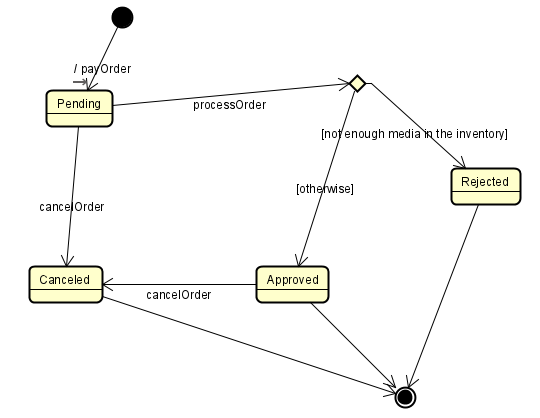 / payOrder
Pending
processOrder
[not enough media in the inventory]
Rejected
[otherwise]
cancelOrder
Canceled
cancelOrder
Approved